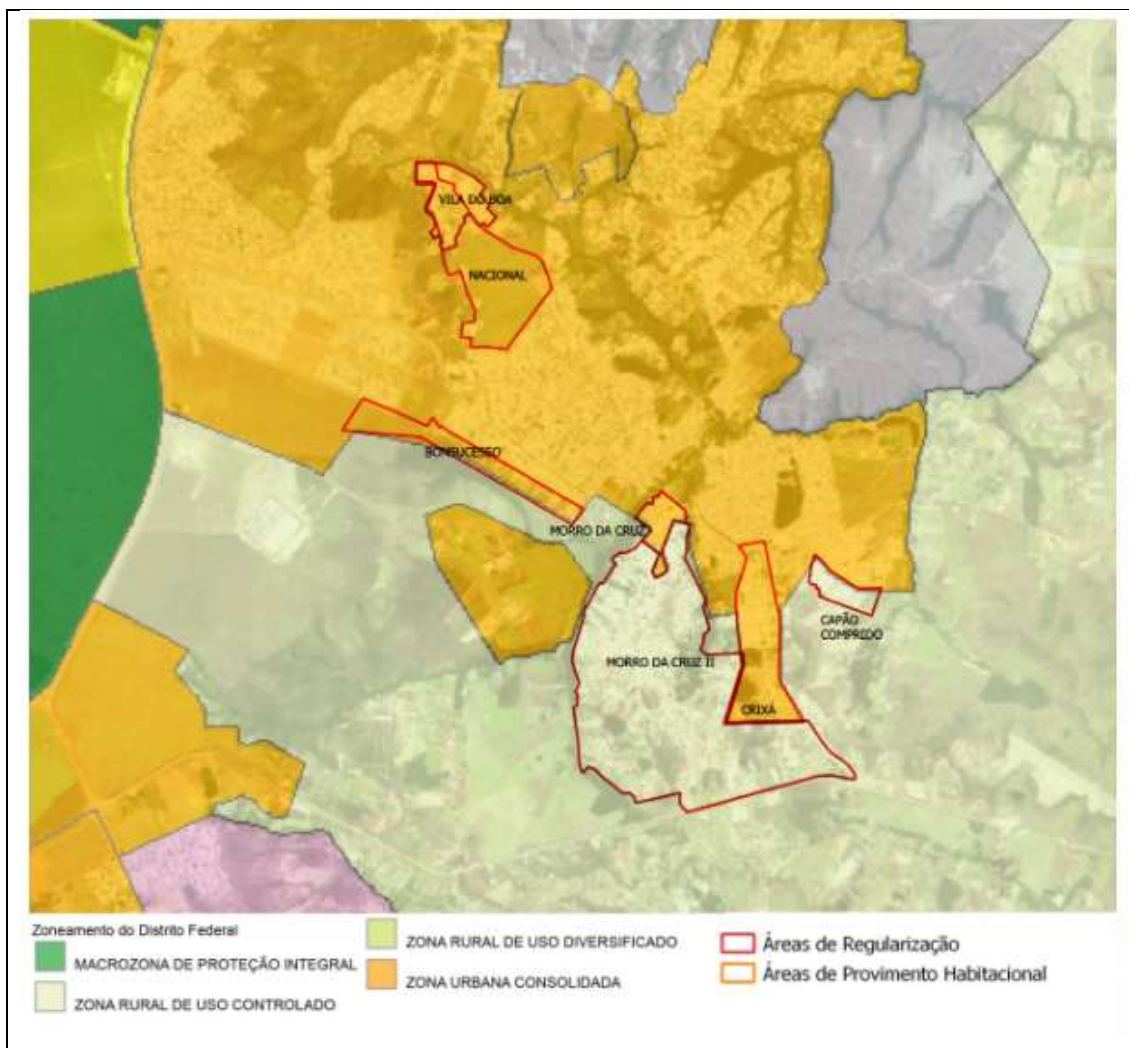 VILA DO BOA
NACIONAL
BONSUCESSO
MORRO DA CRUZ
CAPÃO
COMPRIDO
MORRO DA CRUZ II
CRIXÁ
Zoneamento do Distrito Federal
MACROZONA DE PROTEÇÃO INTEGRAL
ZONA RURAL DE USO CONTROLADO
ZONA RURAL DE USO DIVERSIFICADO
ZONA URBANA CONSOLIDADA
Áreas de Regularização
Áreas de Provimento Habitacional